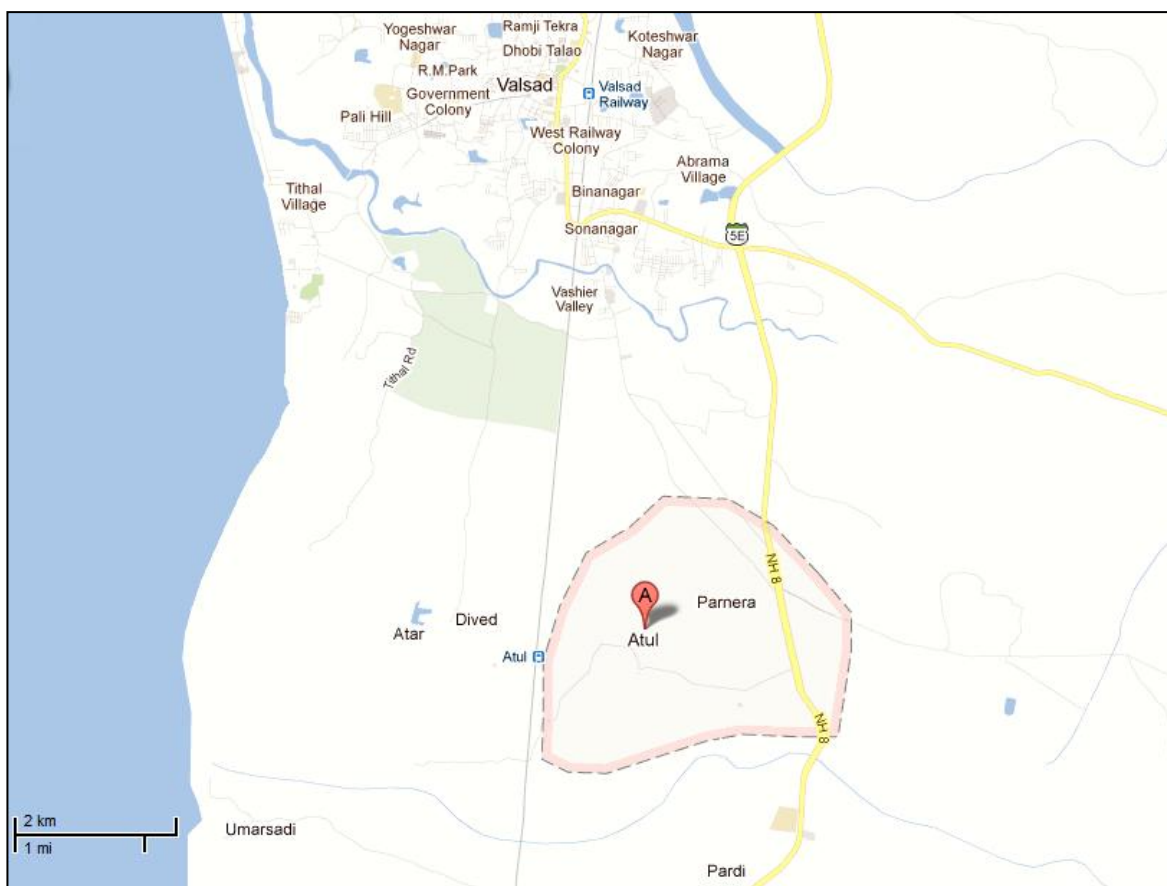 Yogeshwar
Nagar
Ramji Tekra
Dhobi Talao
Koteshwar
Nagar
R.M.Park
Valsad
Government
Colony
Valsad
Railway
Pali Hill
West Railway
Colony
Abrama
Village
Tithal
Village
Binanagar
Sonanagar
5E
Vashier
Valley
Tithal Rd
NH 8
A
Parnera
Dived
Atar
Atul
Atul
NH 8
2 km
1 mi
Umarsadi
Pardi